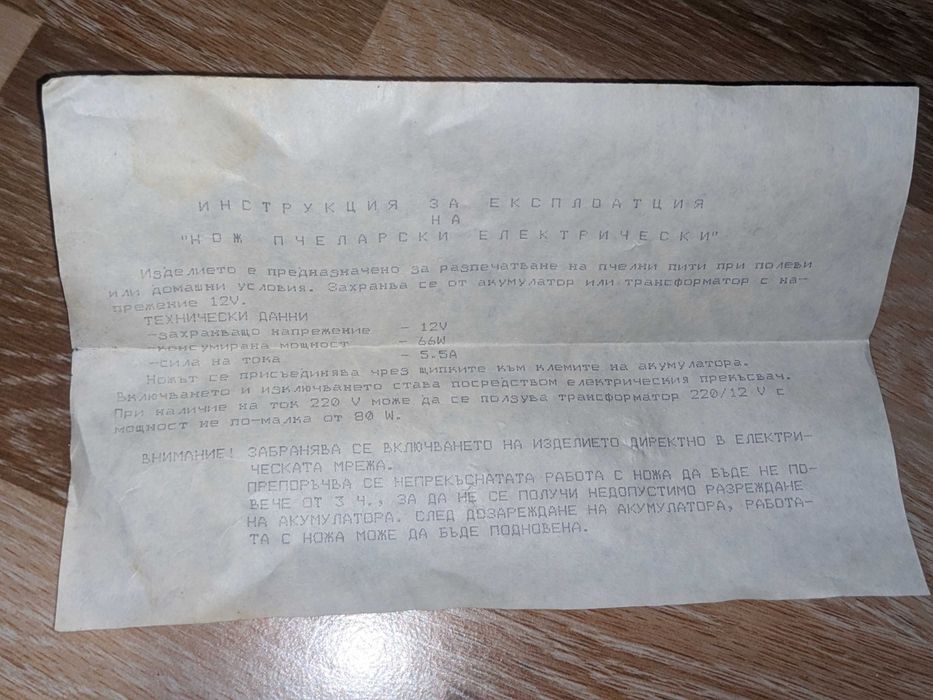 ИНСТРУКЦИЯ ЗА ЕКСПЛОАТЦИЯ
НА
"НОЖ ПЧЕЛАРСКИ ЕЛЕКТРИЧЕСКИ"
Изделието е предназначено за разпечатване на пчелни пити при полеви
или домашни условия. Захранва се от акумулатор или трансформатор с на-
прежение 12V.
ТЕХНИЧЕСКИ ДАННИ
-захранващо напрежение - 12V
-консумирана мощност - 66W
-сила на тока - 5.5A
Ножът се присъединява чрез щипките към клемите на акумулатора.
Включването и изключването става посредством електрическия прекъсвач.
При наличие на ток 220 V може да се ползува трансформатор 220/12 V с
мощност не по-малка от 80 W.
ВНИМАНИЕ! ЗАБРАНЯВА СЕ ВКЛЮЧВАНЕТО НА ИЗДЕЛИЕТО ДИРЕКТНО В ЕЛЕКТРИ-
ЧЕСКАТА МРЕЖА.
ПРЕПОРЪЧВА СЕ НЕПРЕКЪСНАТАТА РАБОТА С НОЖА ДА БЪДЕ НЕ ПО-
ВЕЧЕ ОТ 3 Ч., ЗА ДА НЕ СЕ ПОЛУЧИ НЕДОПУСТИМО РАЗРЕЖДАНЕ
НА АКУМУЛАТОРА. СЛЕД ДОЗАРЕЖДАНЕ НА АКУМУЛАТОРА, РАБОТА-
ТА С НОЖА МОЖЕ ДА БЪДЕ ПОДНОВЕНА.